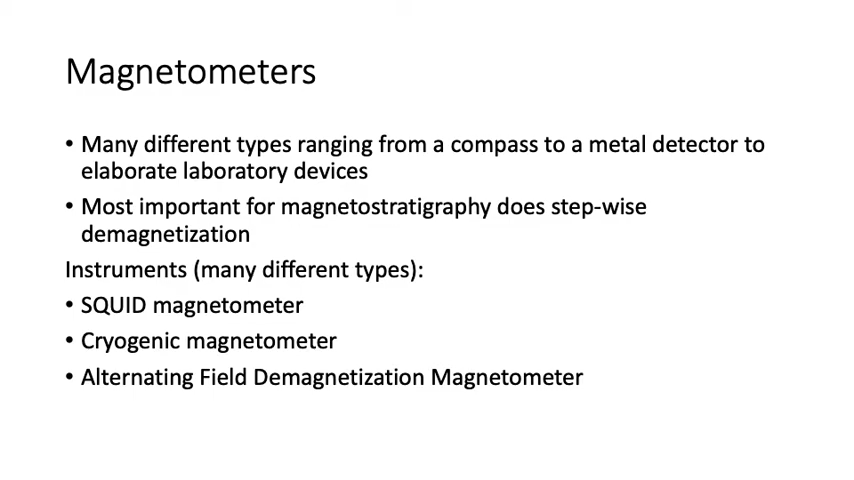 Magnetometers
• Many different types ranging from a compass to a metal detector to
elaborate laboratory devices
• Most important for magnetostratigraphy does step-wise
demagnetization
Instruments (many different types):
• SQUID magnetometer
• Cryogenic magnetometer
• Alternating Field Demagnetization Magnetometer